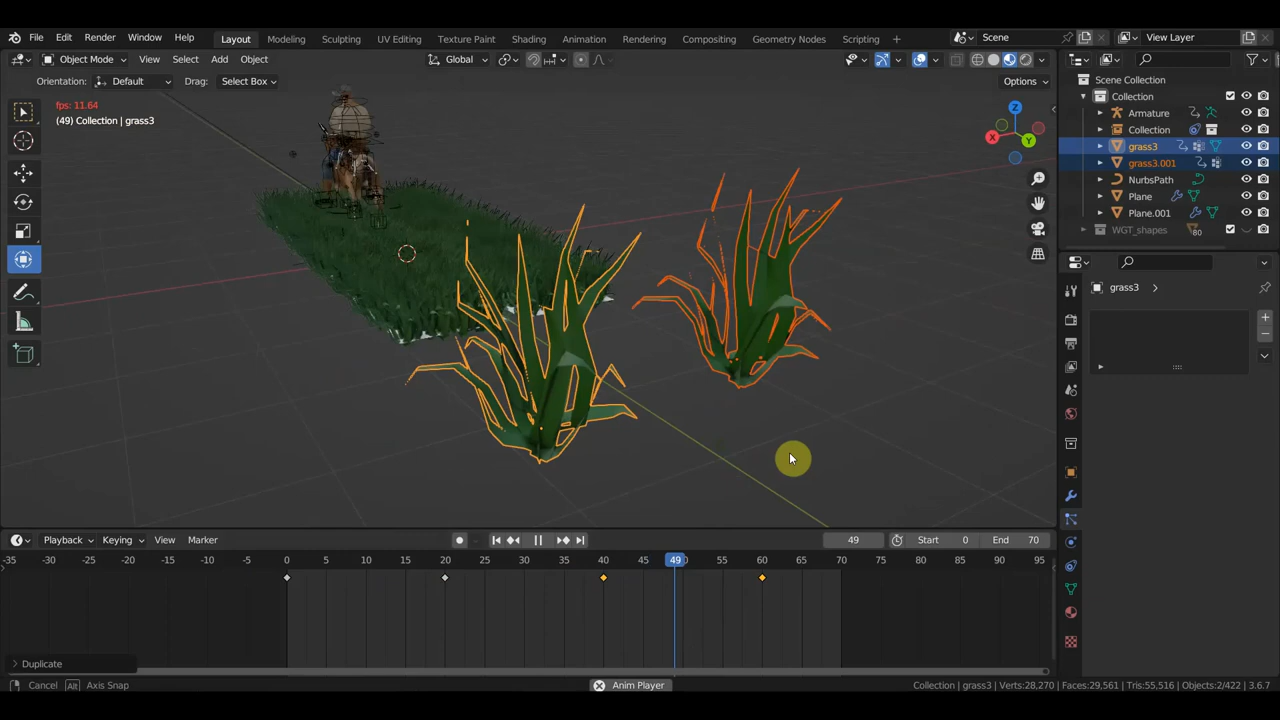 File Edit Render Window Help Layout Modeling Sculpting UV Editing Texture Paint Shading Animation Rendering Compositing Geometry Nodes Scripting + Scene View Layer
Object Mode View Select Add Object Global
Orientation: Default Drag: Select Box Options
fps: 11.64
(49) Collection | grass3
Z
X
Y
Scene Collection
Collection
Armature
Collection
grass3
grass3.001
NurbsPath
Plane
Plane.001
WGT_shapes 80
grass3
Playback Keying View Marker 49 Start 0 End 70
-35 -30 -25 -20 -15 -10 -5 0 5 10 15 20 25 30 35 40 45 49 55 60 65 70 75 80 85 90 95
Duplicate
Cancel Alt Axis Snap Anim Player Collection | grass3 | Verts:28,270 | Faces:29,561 | Tris:55,516 | Objects:2/422 | 3.6.7